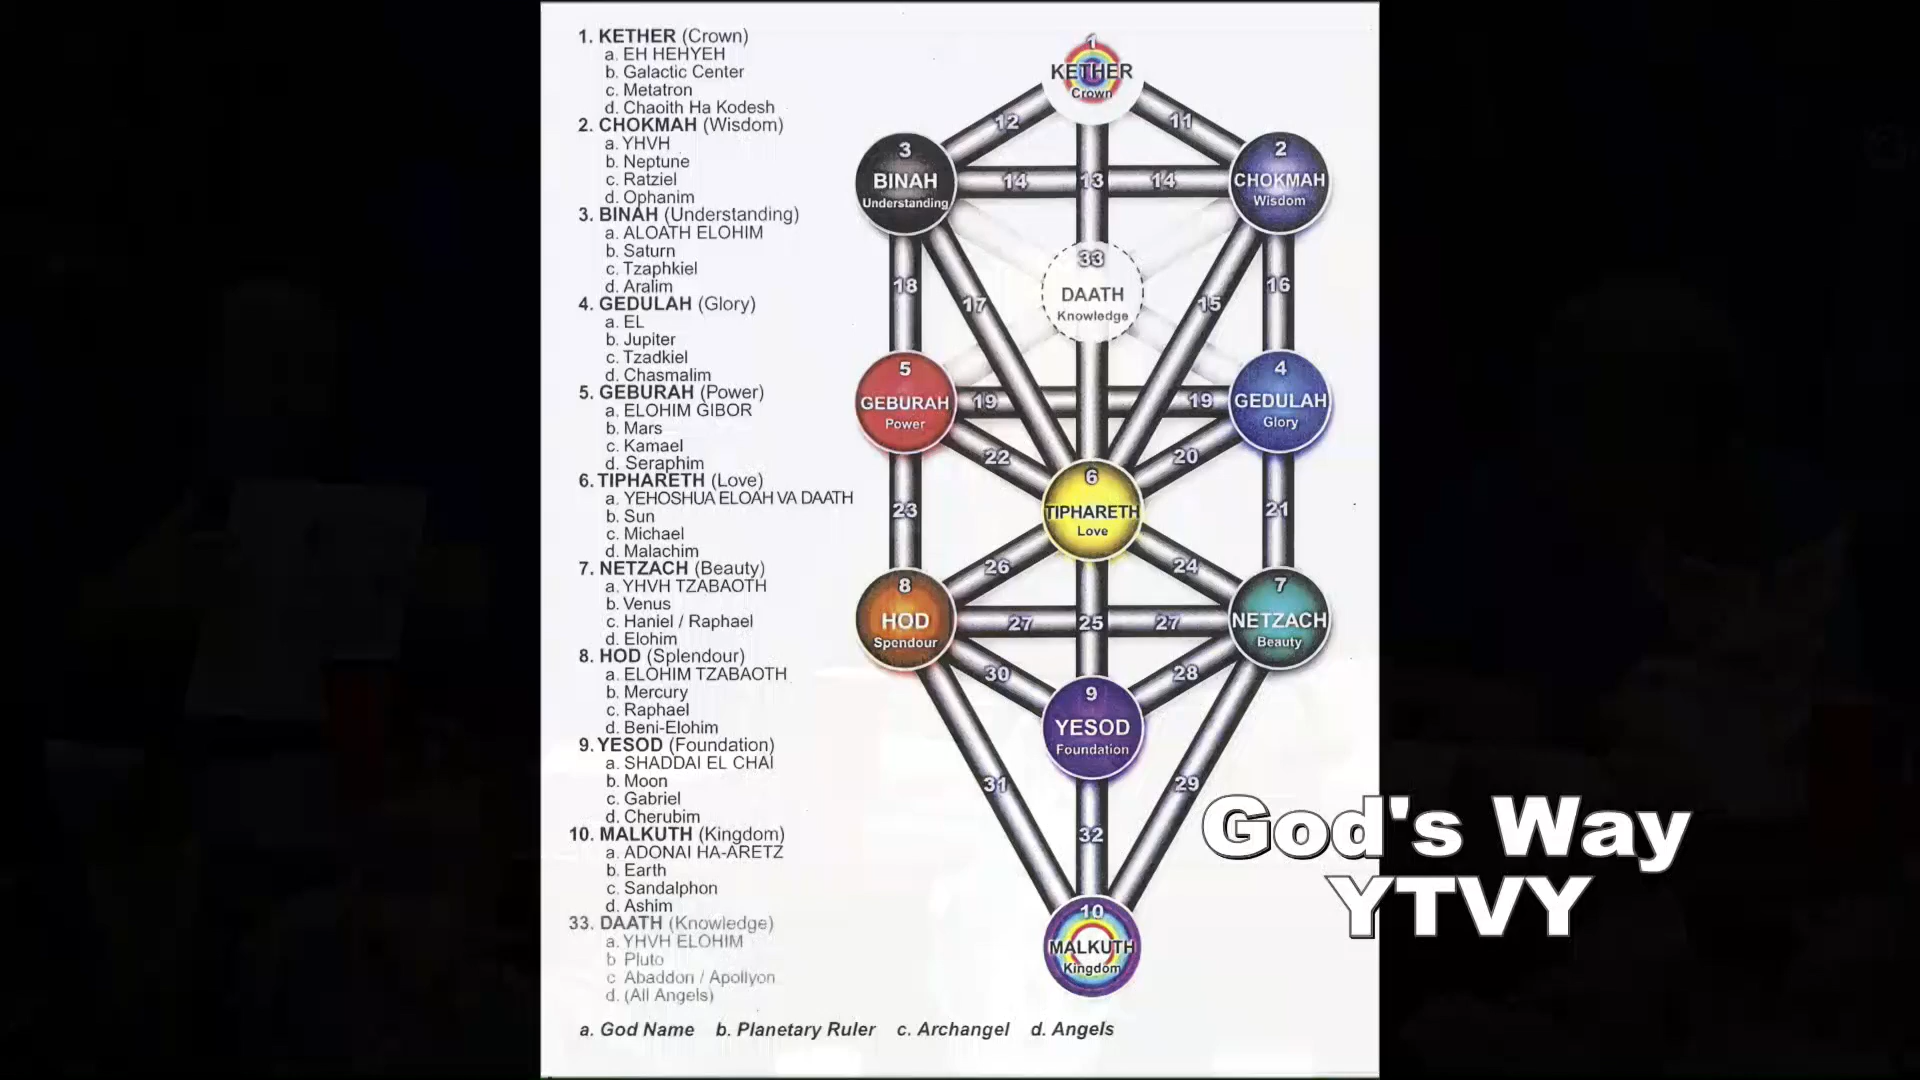 1. KETHER (Crown)
a. EH HEHYEH
b. Galactic Center
c. Metatron
d. Chaoith Ha Kodesh
2. CHOKMAH (Wisdom)
a. YHVH
b. Neptune
c. Ratziel
d. Ophanim
3. BINAH (Understanding)
a. ALOATH ELOHIM
b. Saturn
c. Tzaphkiel
d. Aralim
4. GEDULAH (Glory)
a. EL
b. Jupiter
c. Tzadkiel
d. Chasmalim
5. GEBURAH (Power)
a. ELOHIM GIBOR
b. Mars
c. Kamael
d. Seraphim
6. TIPHARETH (Love)
a. YEHOSHUA ELOAH VA DAATH
b. Sun
c. Michael
d. Malachim
7. NETZACH (Beauty)
a. YHVH TZABAOTH
b. Venus
c. Haniel / Raphael
d. Elohim
8. HOD (Splendour)
a. ELOHIM TZABAOTH
b. Mercury
c. Raphael
d. Beni-Elohim
9. YESOD (Foundation)
a. SHADDAI EL CHAI
b. Moon
c. Gabriel
d. Cherubim
10. MALKUTH (Kingdom)
a. ADONAI HA-ARETZ
b. Earth
c. Sandalphon
d. Ashim
33. DAATH (Knowledge)
a. YHVH ELOHIM
b Pluto
c Abaddon / Apollyon
d. (All Angels)
a. God Name b. Planetary Ruler c. Archangel d. Angels
1
KETHER
Crown
12
11
3
BINAH
Understanding
2
CHOKMAH
Wisdom
14
13
14
33
DAATH
Knowledge
18
17
15
16
5
GEBURAH
Power
4
GEDULAH
Glory
19
19
22
20
6
TIPHARETH
Love
23
21
26
24
8
HOD
Spendour
7
NETZACH
Beauty
27
25
27
30
28
9
YESOD
Foundation
31
29
32
10
MALKUTH
Kingdom
God's Way
YTVY